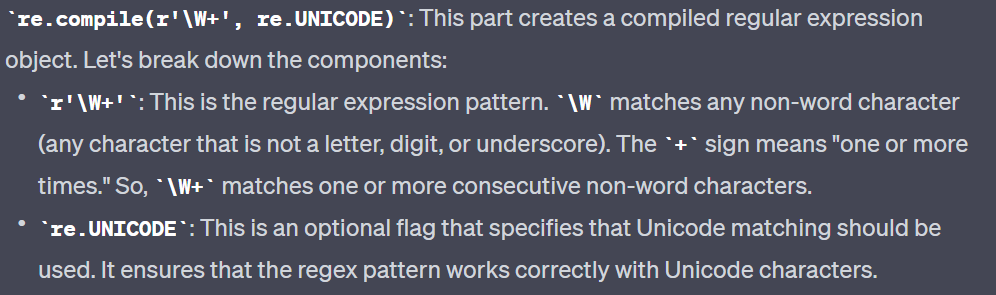 `re.compile(r'\W+', re.UNICODE)`: This part creates a compiled regular expression
object. Let's break down the components:
• `r'\W+'`: This is the regular expression pattern. `\W` matches any non-word character
(any character that is not a letter, digit, or underscore). The `+` sign means "one or more
times." So, `\W+` matches one or more consecutive non-word characters.
• `re.UNICODE`: This is an optional flag that specifies that Unicode matching should be
used. It ensures that the regex pattern works correctly with Unicode characters.